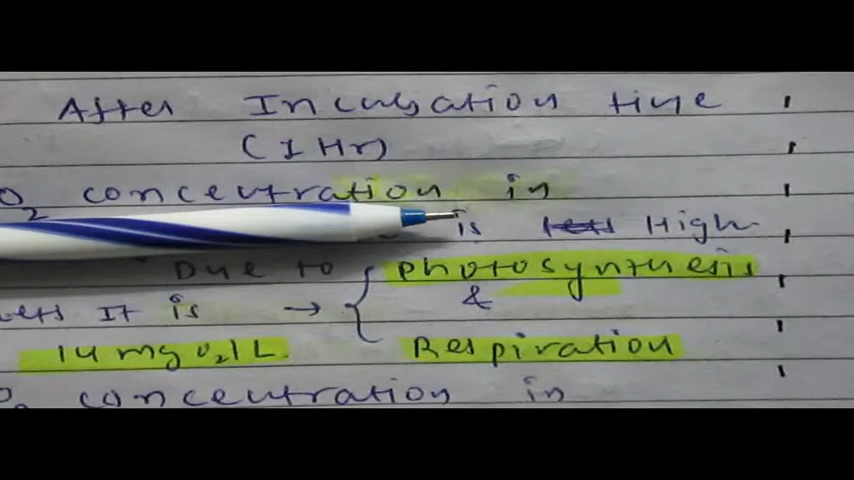 After Incubation time
(1 Hr)
O₂ concentration in
is High.
Due to photosynthesis
It is → &
14 mg O₂/L. Respiration
concentration in